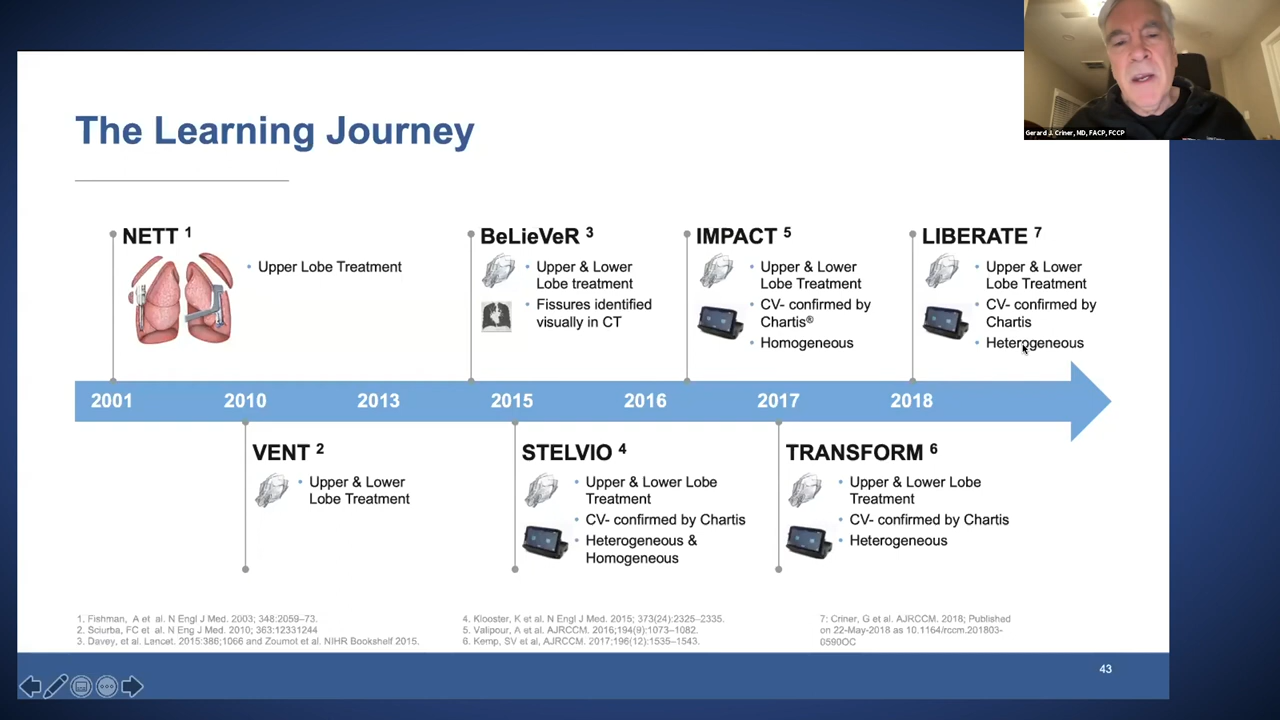 Gerard J. Criner, MD, FACP, FCCP
The Learning Journey
NETT 1
• Upper Lobe Treatment
BeLieVeR 3
• Upper & Lower
Lobe treatment
• Fissures identified
visually in CT
IMPACT 5
• Upper & Lower
Lobe Treatment
• CV- confirmed by
Chartis®
• Homogeneous
LIBERATE 7
• Upper & Lower
Lobe Treatment
• CV- confirmed by
Chartis
• Heterogeneous
2001 2010 2013 2015 2016 2017 2018
VENT 2
• Upper & Lower
Lobe Treatment
STELVIO 4
• Upper & Lower Lobe
Treatment
• CV- confirmed by Chartis
• Heterogeneous &
Homogeneous
TRANSFORM 6
• Upper & Lower Lobe
Treatment
• CV- confirmed by Chartis
• Heterogeneous
1. Fishman, A et al. N Engl J Med. 2003; 348:2059–73.
2. Sciurba, FC et al. N Eng J Med. 2010; 363:12331244
3. Davey, et al. Lancet. 2015:386;1066 and Zoumot et al. NIHR Bookshelf 2015.
4. Klooster, K et al. N Engl J Med. 2015; 373(24):2325–2335.
5. Valipour, A et al. AJRCCM. 2016;194(9):1073–1082.
6. Kemp, SV et al, AJRCCM. 2017;196(12):1535–1543.
7: Criner, G et al. AJRCCM. 2018; Published
on 22-May-2018 as 10.1164/rccm.201803-
0590OC
43